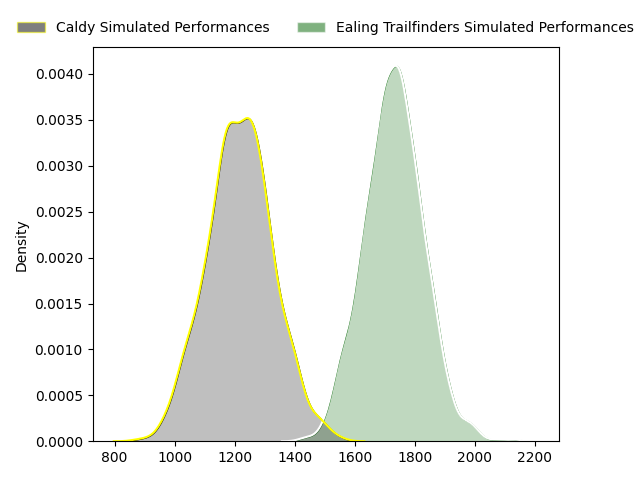 Caldy Simulated Performances
Ealing Trailfinders Simulated Performances
Density
0.0040
0.0035
0.0030
0.0025
0.0020
0.0015
0.0010
0.0005
0.0000
800 1000 1200 1400 1600 1800 2000 2200